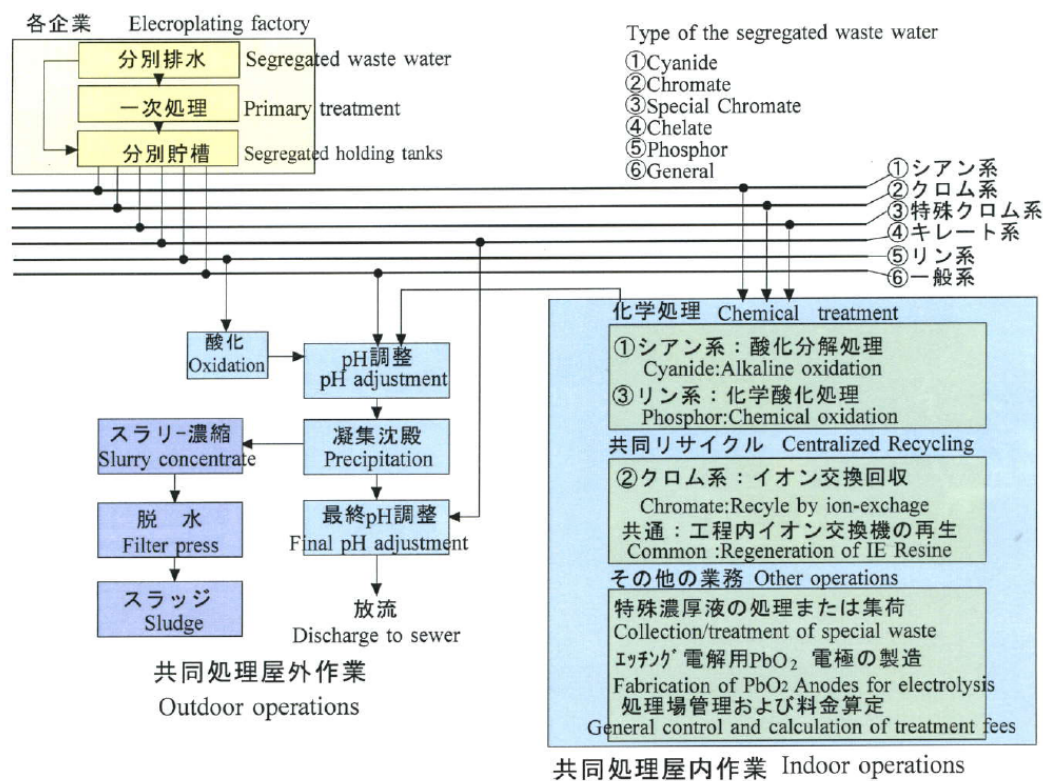 各企業 Elecroplating factory
分別排水 Segregated waste water
一次処理 Primary treatment
分別貯槽 Segregated holding tanks
Type of the segregated waste water
①Cyanide
②Chromate
③Special Chromate
④Chelate
⑤Phosphor
⑥General
①シアン系
②クロム系
③特殊クロム系
④キレート系
⑤リン系
⑥一般系
酸化
Oxidation
pH調整
pH adjustment
スラリｰ濃縮
Slurry concentrate
凝集沈殿
Precipitation
脱 水
Filter press
最終pH調整
Final pH adjustment
スラッジ
Sludge
放流
Discharge to sewer
共同処理屋外作業
Outdoor operations
化学処理 Chemical treatment
①シアン系：酸化分解処理
Cyanide:Alkaline oxidation
③リン系：化学酸化処理
Phosphor:Chemical oxidation
共同リサイクル Centralized Recycling
②クロム系：イオン交換回収
Chromate:Recyle by ion-exchage
共通：工程内イオン交換機の再生
Common :Regeneration of IE Resine
その他の業務 Other operations
特殊濃厚液の処理または集荷
Collection/treatment of special waste
ｴｯﾁﾝｸﾞ電解用PbO₂ 電極の製造
Fabrication of PbO₂ Anodes for electrolysis
処理場管理および料金算定
General control and calculation of treatment fees
共同処理屋内作業 Indoor operations